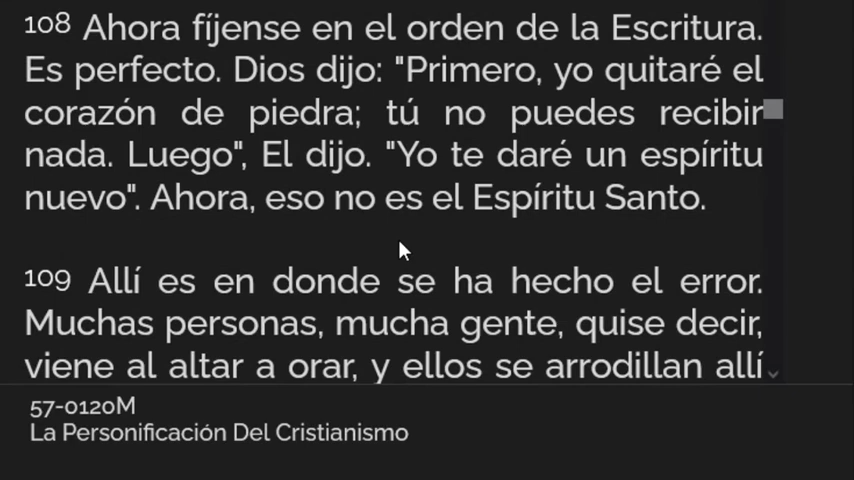 108 Ahora fíjense en el orden de la Escritura.
Es perfecto. Dios dijo: "Primero, yo quitaré el
corazón de piedra; tú no puedes recibir
nada. Luego", El dijo. "Yo te daré un espíritu
nuevo". Ahora, eso no es el Espíritu Santo.
109 Allí es en donde se ha hecho el error.
Muchas personas, mucha gente, quise decir,
viene al altar a orar, y ellos se arrodillan allí
57-0120M
La Personificación Del Cristianismo